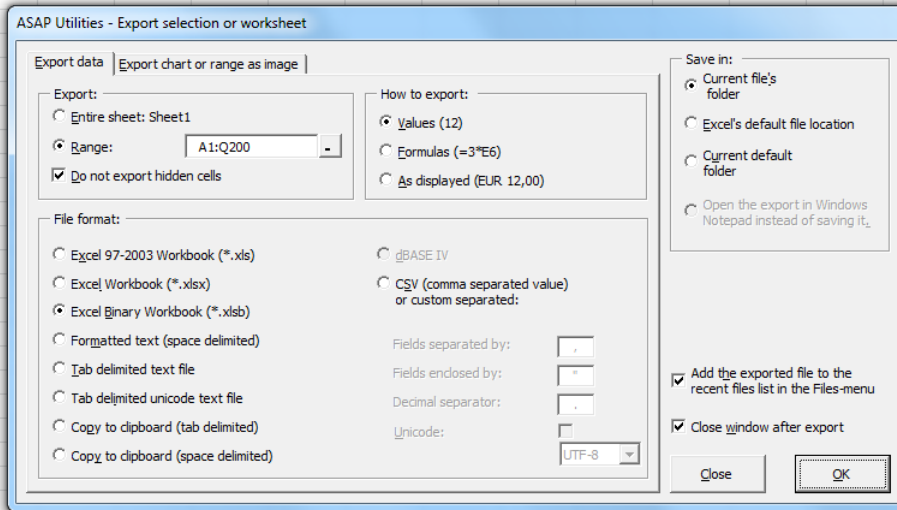 ASAP Utilities - Export selection or worksheet
Export data
Export chart or range as image
Export:
Entire sheet: Sheet1
Range:
A1:Q200
-
Do not export hidden cells
How to export:
Values (12)
Formulas (=3*E6)
As displayed (EUR 12,00)
File format:
Excel 97-2003 Workbook (*.xls)
Excel Workbook (*.xlsx)
Excel Binary Workbook (*.xlsb)
Formatted text (space delimited)
Tab delimited text file
Tab delimited unicode text file
Copy to clipboard (tab delimited)
Copy to clipboard (space delimited)
dBASE IV
CSV (comma separated value)
or custom separated:
Fields separated by:
,
Fields enclosed by:
"
Decimal separator:
Unicode:
UTF-8
Save in:
Current file's
folder
Excel's default file location
Current default
folder
Open the export in Windows
Notepad instead of saving it.
Add the exported file to the
recent files list in the Files-menu
Close window after export
Close
OK